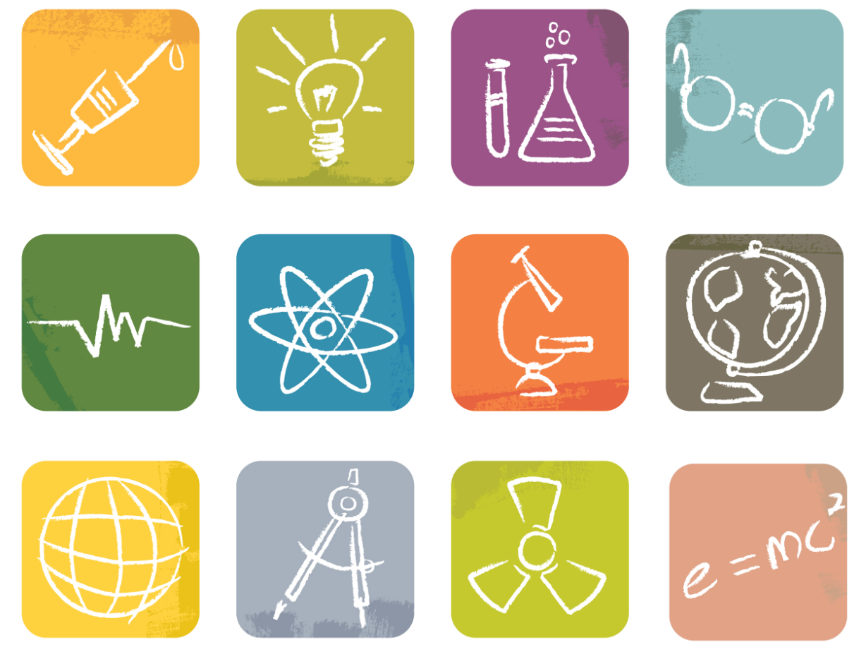 e = mc²